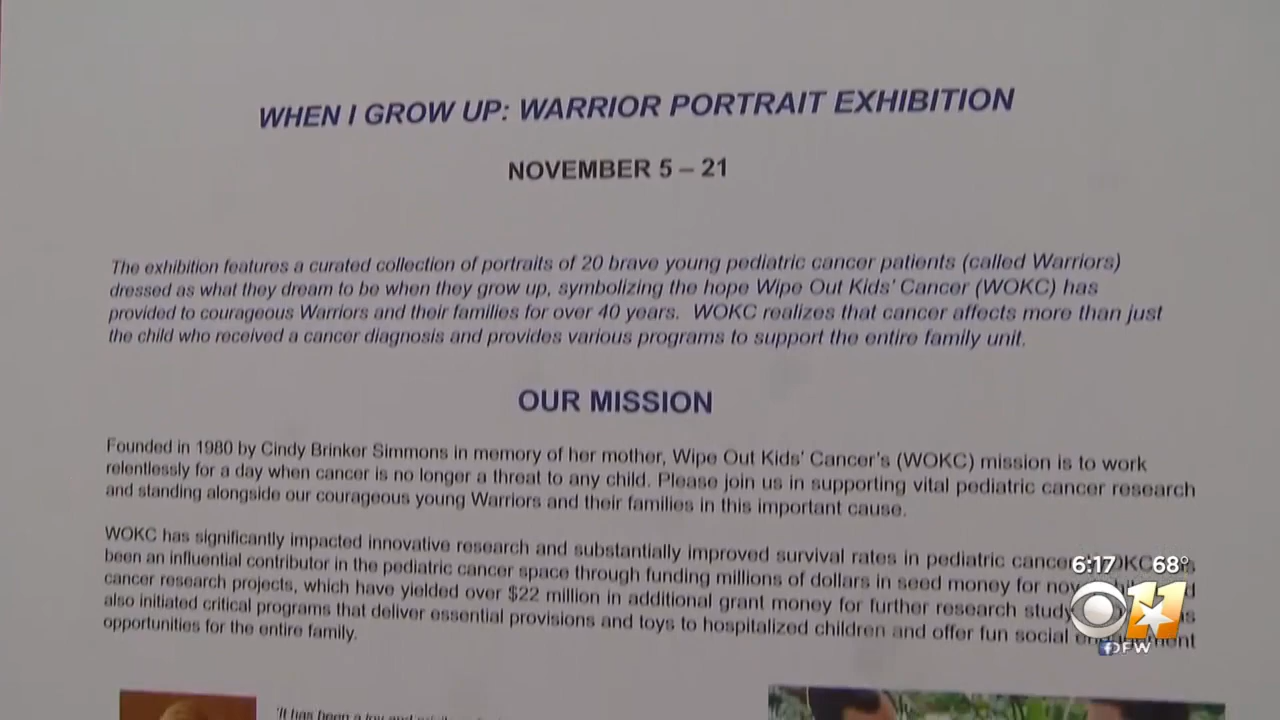 WHEN I GROW UP: WARRIOR PORTRAIT EXHIBITION
NOVEMBER 5 – 21
The exhibition features a curated collection of portraits of 20 brave young pediatric cancer patients (called Warriors)
dressed as what they dream to be when they grow up, symbolizing the hope Wipe Out Kids' Cancer (WOKC) has
provided to courageous Warriors and their families for over 40 years. WOKC realizes that cancer affects more than just
the child who received a cancer diagnosis and provides various programs to support the entire family unit.
OUR MISSION
Founded in 1980 by Cindy Brinker Simmons in memory of her mother, Wipe Out Kids' Cancer's (WOKC) mission is to work
relentlessly for a day when cancer is no longer a threat to any child. Please join us in supporting vital pediatric cancer research
and standing alongside our courageous young Warriors and their families in this important cause.
WOKC has significantly impacted innovative research and substantially improved survival rates in pediatric cancer
been an influential contributor in the pediatric cancer space through funding millions of dollars in seed money for
cancer research projects, which have yielded over $22 million in additional grant money for further research study
also initiated critical programs that deliver essential provisions and toys to hospitalized children and offer fun social engagement
opportunities for the entire family.
'It has been a joy and
6:17 68°
11
DFW